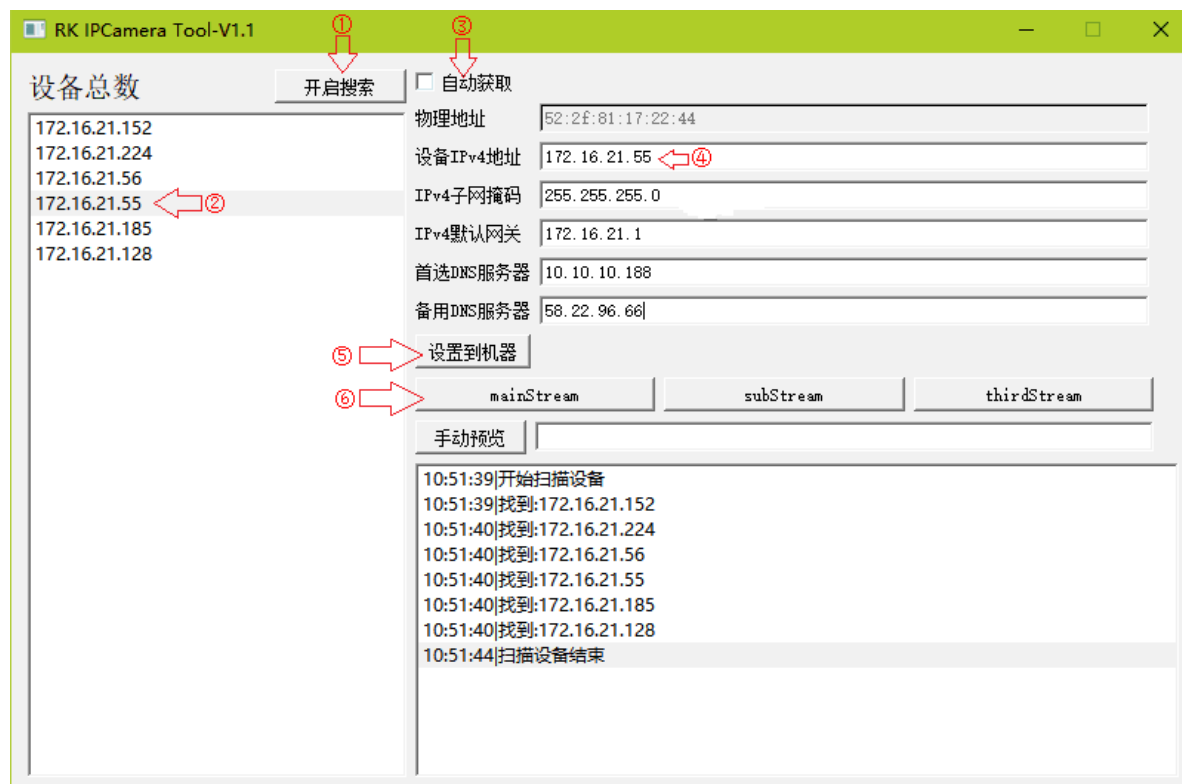 RK IPCamera Tool-V1.1
① ③
设备总数 开启搜索 自动获取
172.16.21.152
172.16.21.224
172.16.21.56
172.16.21.55 ②
172.16.21.185
172.16.21.128
物理地址 52:2f:81:17:22:44
设备IPv4地址 172.16.21.55 ④
IPv4子网掩码 255.255.255.0
IPv4默认网关 172.16.21.1
首选DNS服务器 10.10.10.188
备用DNS服务器 58.22.96.66
⑤ 设置到机器
⑥ mainStream subStream thirdStream
手动预览
10:51:39|开始扫描设备
10:51:39|找到:172.16.21.152
10:51:40|找到:172.16.21.224
10:51:40|找到:172.16.21.56
10:51:40|找到:172.16.21.55
10:51:40|找到:172.16.21.185
10:51:40|找到:172.16.21.128
10:51:44|扫描设备结束